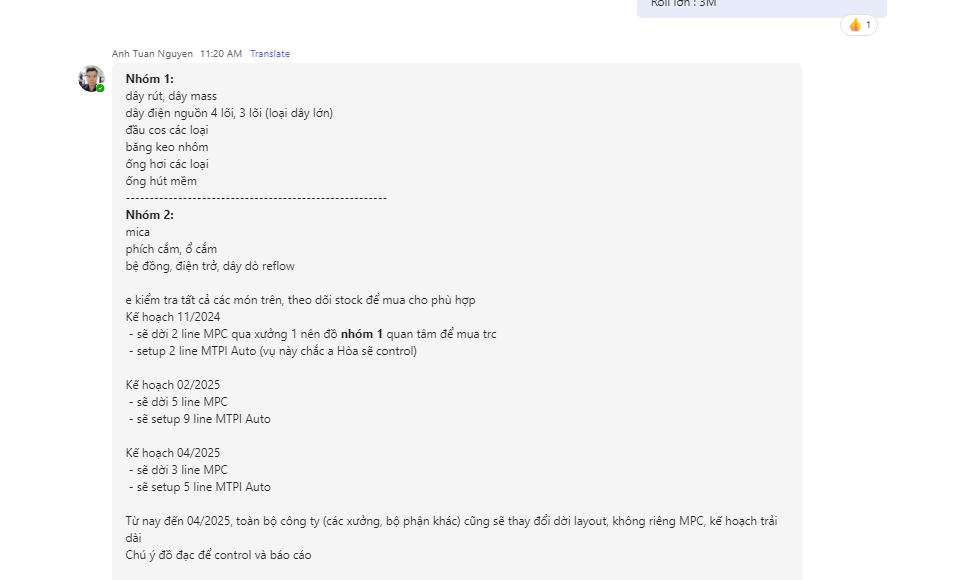 Roll lớn : 3M
👍 1
Anh Tuan Nguyen 11:20 AM Translate
Nhóm 1:
dây rút, dây mass
dây điện nguồn 4 lõi, 3 lõi (loại dây lớn)
đầu cos các loại
băng keo nhôm
ống hơi các loại
ống hút mềm
-------------------------------------------------------
Nhóm 2:
mica
phích cắm, ổ cắm
bệ đồng, điện trở, dây dò reflow
e kiểm tra tất cả các món trên, theo dõi stock để mua cho phù hợp
Kế hoạch 11/2024
- sẽ dời 2 line MPC qua xưởng 1 nên đồ nhóm 1 quan tâm để mua trc
- setup 2 line MTPI Auto (vụ này chắc a Hòa sẽ control)
Kế hoạch 02/2025
- sẽ dời 5 line MPC
- sẽ setup 9 line MTPI Auto
Kế hoạch 04/2025
- sẽ dời 3 line MPC
- sẽ setup 5 line MTPI Auto
Từ nay đến 04/2025, toàn bộ công ty (các xưởng, bộ phận khác) cũng sẽ thay đổi dời layout, không riêng MPC, kế hoạch trải
dài
Chú ý đồ đạc để control và báo cáo